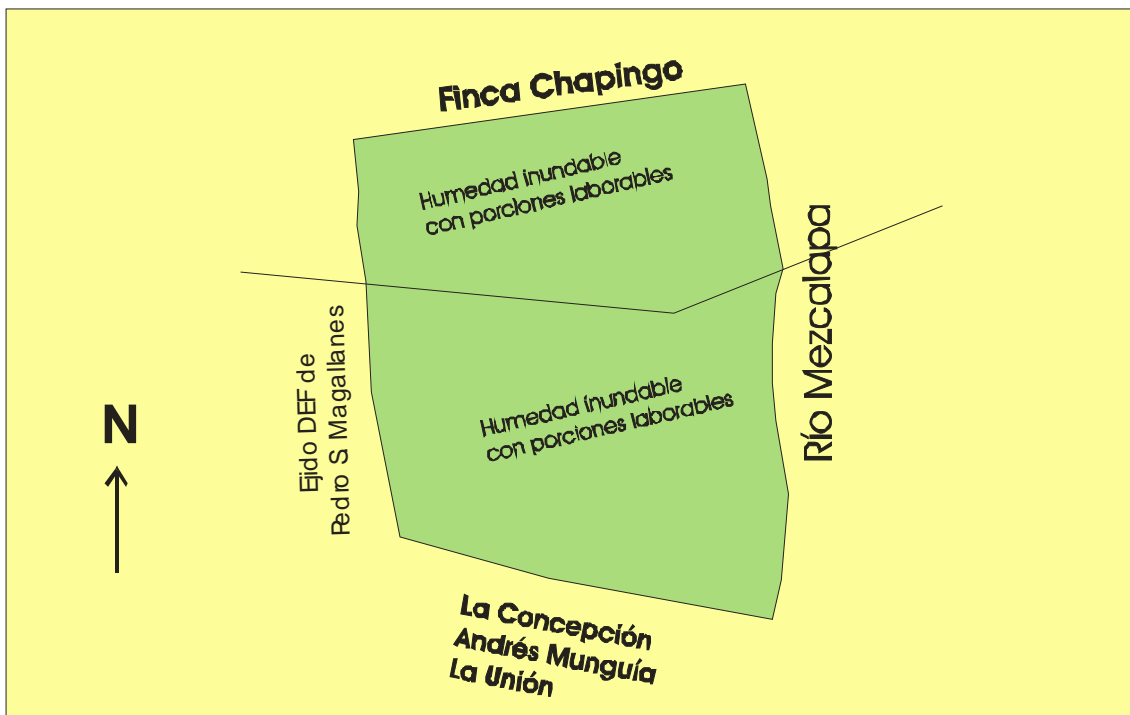 Finca Chapingo
Humedad inundable
con porciones laborables
Río Mezcalapa
Ejido DEF de
Pedro S Magallanes
Humedad inundable
con porciones laborables
N
La Concepción
Andrés Munguía
La Unión